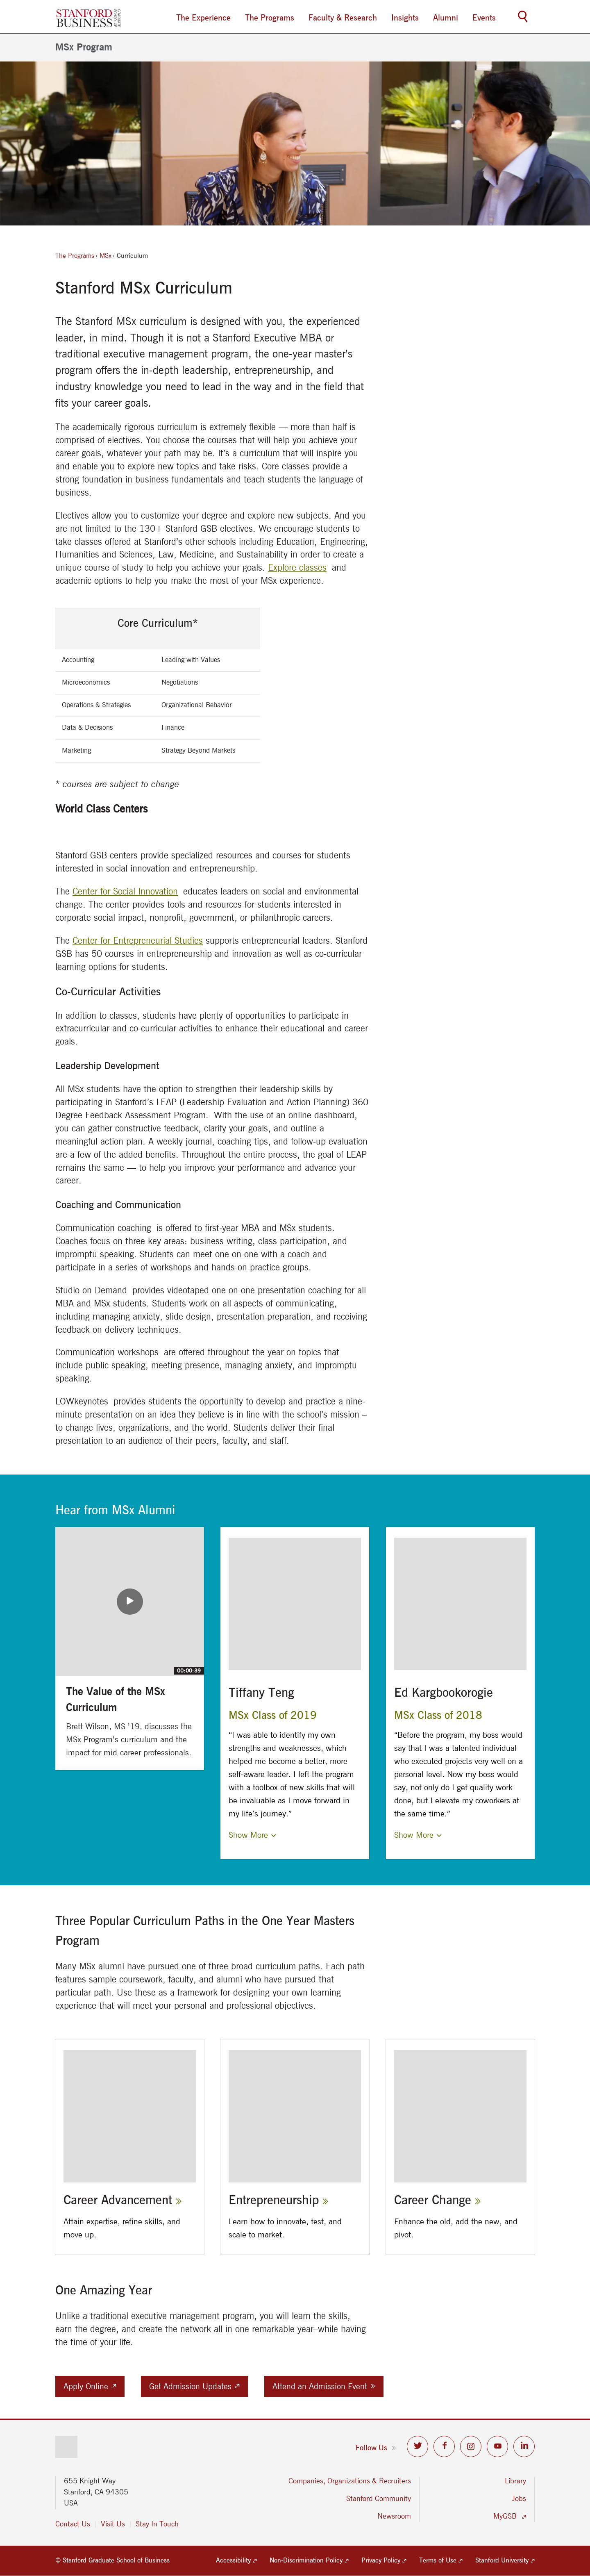 STANFORD
BUSINESS
The Experience
The Programs
Faculty & Research
Insights
Alumni
Events
MSx Program
The Programs › MSx › Curriculum
Stanford MSx Curriculum
The Stanford MSx curriculum is designed with you, the experienced
leader, in mind. Though it is not a Stanford Executive MBA or
traditional executive management program, the one-year master's
program offers the in-depth leadership, entrepreneurship, and
industry knowledge you need to lead in the way and in the field that
fits your career goals.
The academically rigorous curriculum is extremely flexible — more than half is
comprised of electives. You choose the courses that will help you achieve your
career goals, whatever your path may be. It's a curriculum that will inspire you
and enable you to explore new topics and take risks. Core classes provide a
strong foundation in business fundamentals and teach students the language of
business.
Electives allow you to customize your degree and explore new subjects. And you
are not limited to the 130+ Stanford GSB electives. We encourage students to
take classes offered at Stanford's other schools including Education, Engineering,
Humanities and Sciences, Law, Medicine, and Sustainability in order to create a
unique course of study to help you achieve your goals. Explore classes and
academic options to help you make the most of your MSx experience.
Core Curriculum*
Accounting Leading with Values
Microeconomics Negotiations
Operations & Strategies Organizational Behavior
Data & Decisions Finance
Marketing Strategy Beyond Markets
* courses are subject to change
World Class Centers
Stanford GSB centers provide specialized resources and courses for students
interested in social innovation and entrepreneurship.
The Center for Social Innovation educates leaders on social and environmental
change. The center provides tools and resources for students interested in
corporate social impact, nonprofit, government, or philanthropic careers.
The Center for Entrepreneurial Studies supports entrepreneurial leaders. Stanford
GSB has 50 courses in entrepreneurship and innovation as well as co-curricular
learning options for students.
Co-Curricular Activities
In addition to classes, students have plenty of opportunities to participate in
extracurricular and co-curricular activities to enhance their educational and career
goals.
Leadership Development
All MSx students have the option to strengthen their leadership skills by
participating in Stanford's LEAP (Leadership Evaluation and Action Planning) 360
Degree Feedback Assessment Program. With the use of an online dashboard,
you can gather constructive feedback, clarify your goals, and outline a
meaningful action plan. A weekly journal, coaching tips, and follow-up evaluation
are a few of the added benefits. Throughout the entire process, the goal of LEAP
remains the same — to help you improve your performance and advance your
career.
Coaching and Communication
Communication coaching is offered to first-year MBA and MSx students.
Coaches focus on three key areas: business writing, class participation, and
impromptu speaking. Students can meet one-on-one with a coach and
participate in a series of workshops and hands-on practice groups.
Studio on Demand provides videotaped one-on-one presentation coaching for all
MBA and MSx students. Students work on all aspects of communicating,
including managing anxiety, slide design, presentation preparation, and receiving
feedback on delivery techniques.
Communication workshops are offered throughout the year on topics that
include public speaking, meeting presence, managing anxiety, and impromptu
speaking.
LOWkeynotes provides students the opportunity to develop and practice a nine-
minute presentation on an idea they believe is in line with the school's mission –
to change lives, organizations, and the world. Students deliver their final
presentation to an audience of their peers, faculty, and staff.
Hear from MSx Alumni
00:00:39
The Value of the MSx
Curriculum
Brett Wilson, MS '19, discusses the
MSx Program's curriculum and the
impact for mid-career professionals.
Tiffany Teng
MSx Class of 2019
"I was able to identify my own
strengths and weaknesses, which
helped me become a better, more
self-aware leader. I left the program
with a toolbox of new skills that will
be invaluable as I move forward in
my life's journey."
Show More
Ed Kargbookorogie
MSx Class of 2018
"Before the program, my boss would
say that I was a talented individual
who executed projects very well on a
personal level. Now my boss would
say, not only do I get quality work
done, but I elevate my coworkers at
the same time."
Show More
Three Popular Curriculum Paths in the One Year Masters
Program
Many MSx alumni have pursued one of three broad curriculum paths. Each path
features sample coursework, faculty, and alumni who have pursued that
particular path. Use these as a framework for designing your own learning
experience that will meet your personal and professional objectives.
Career Advancement »
Attain expertise, refine skills, and
move up.
Entrepreneurship »
Learn how to innovate, test, and
scale to market.
Career Change »
Enhance the old, add the new, and
pivot.
One Amazing Year
Unlike a traditional executive management program, you will learn the skills,
earn the degree, and create the network all in one remarkable year–while having
the time of your life.
Apply Online
Get Admission Updates
Attend an Admission Event »
Follow Us
655 Knight Way
Stanford, CA 94305
USA
Contact Us | Visit Us | Stay In Touch
Companies, Organizations & Recruiters
Stanford Community
Newsroom
Library
Jobs
MyGSB
© Stanford Graduate School of Business
Accessibility
Non-Discrimination Policy
Privacy Policy
Terms of Use
Stanford University